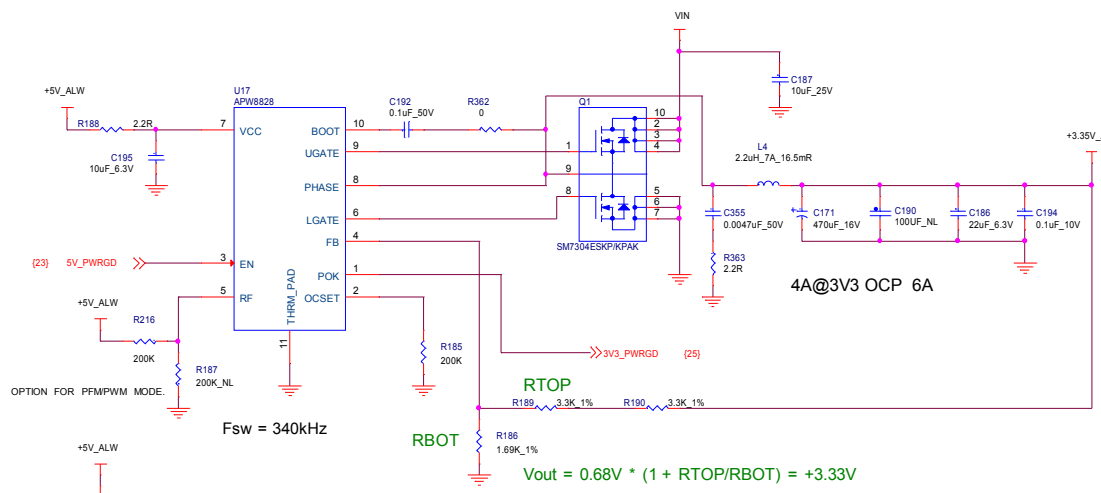 VIN
C187
10uF_25V
+5V_ALW
R188 2.2R
C195
10uF_6.3V
U17
APW8828
7 VCC
BOOT 10
UGATE 9
PHASE 8
LGATE 6
FB 4
POK 1
OCSET 2
3 EN
5 RF
THRM_PAD
11
C192
0.1uF_50V
R362
0
Q1
10
2
3
4
1
9
8
5
6
7
SM7304ESKP/KPAK
L4
2.2uH_7A_16.5mR
+3.35V_
C355
0.0047uF_50V
C171
470uF_16V
C190
100UF_NL
C186
22uF_6.3V
C194
0.1uF_10V
R363
2.2R
4A@3V3 OCP 6A
{23} 5V_PWRGD
+5V_ALW
R216
200K
R187
200K_NL
OPTION FOR PFM/PWM MODE.
R185
200K
3V3_PWRGD {25}
Fsw = 340kHz
RTOP
R189 3.3K_1%
R190 3.3K_1%
RBOT
R186
1.69K_1%
Vout = 0.68V * (1 + RTOP/RBOT) = +3.33V
+5V_ALW